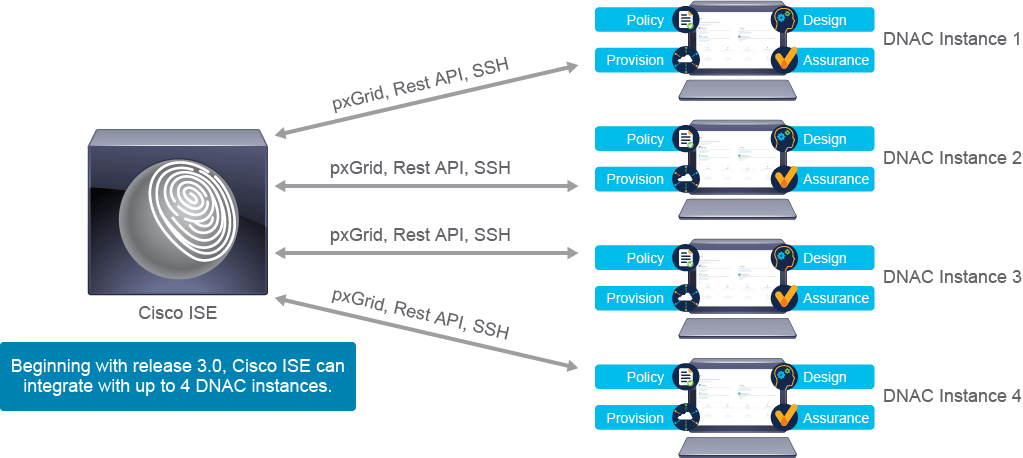 Policy
Design
DNAC Instance 1
Provision
Assurance
pxGrid, Rest API, SSH
Policy
Design
DNAC Instance 2
Provision
Assurance
pxGrid, Rest API, SSH
pxGrid, Rest API, SSH
Policy
Design
DNAC Instance 3
Provision
Assurance
Cisco ISE
pxGrid, Rest API, SSH
Beginning with release 3.0, Cisco ISE can
integrate with up to 4 DNAC instances.
Policy
Design
DNAC Instance 4
Provision
Assurance